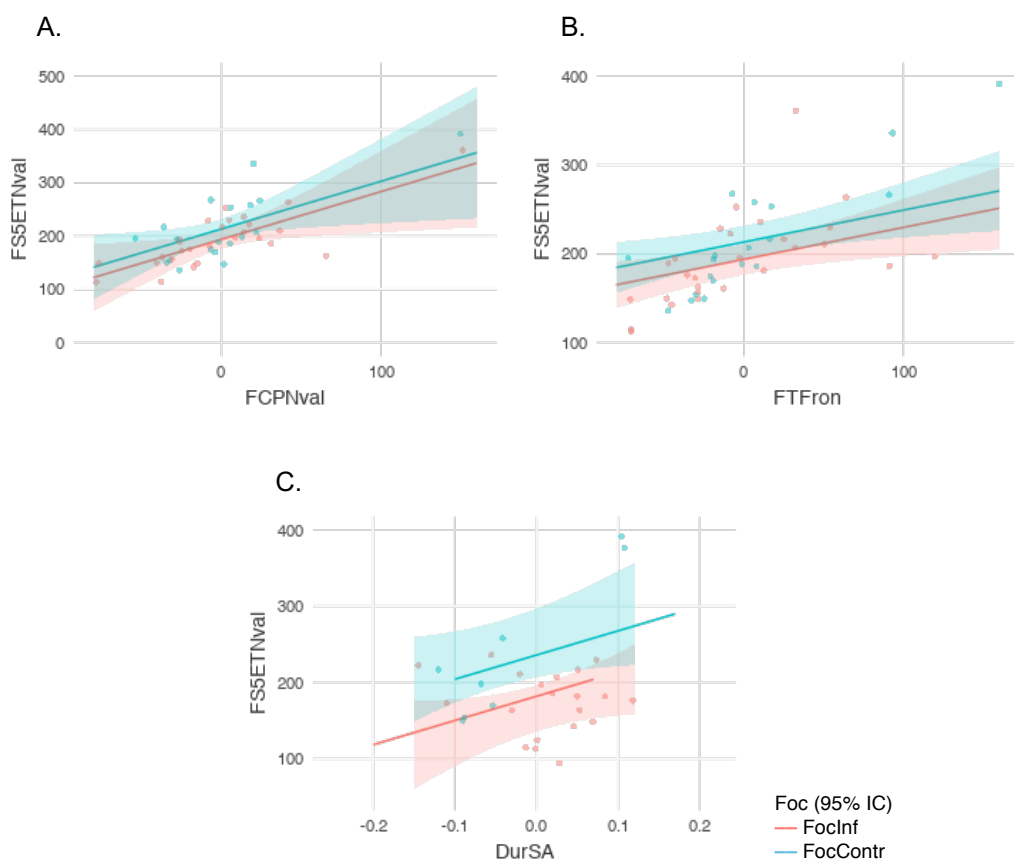 A.
500
400
300
200
100
0
FS5ETNval
0 100
FCPNval
B.
400
300
200
100
FS5ETNval
0 100
FTFron
C.
400
300
200
100
FS5ETNval
-0.2 -0.1 0.0 0.1 0.2
DurSA
Foc (95% IC)
FocInf
FocContr